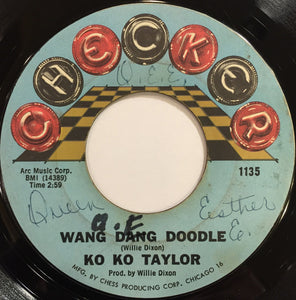 CHECKER
Q.E.E.
Arc Music Corp.
BMI (14389)
Time 2:59
1135
Queen Esther
Q.E. E.
WANG DANG DOODLE
(Willie Dixon)
KO KO TAYLOR
Prod. by Willie Dixon
MFG. BY CHESS PRODUCING CORP., CHICAGO 16